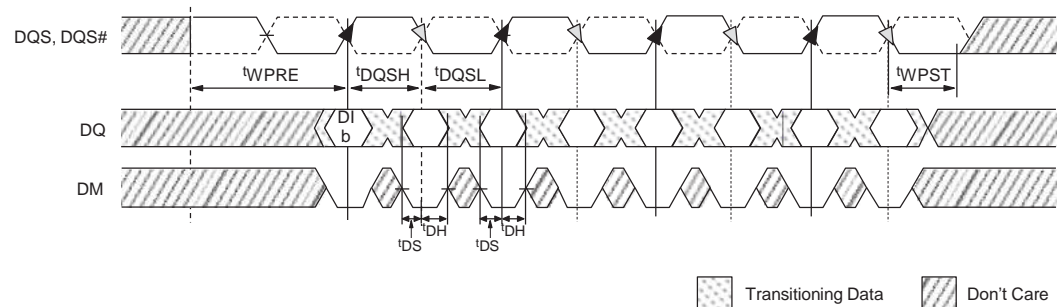 DQS, DQS#
tWPRE tDQSH tDQSL tWPST
DQ
DI
b
DM
tDS tDH tDS tDH
Transitioning Data Don't Care